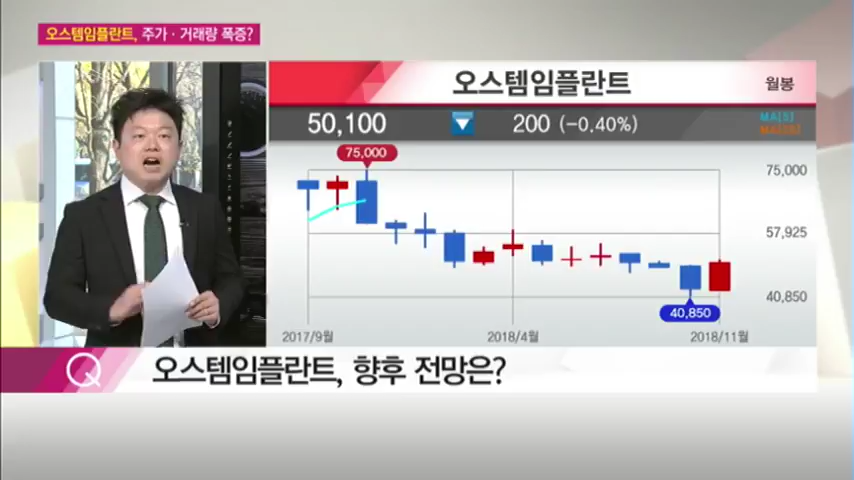 오스템임플란트, 주가·거래량 폭증?
오스템임플란트
월봉
50,100
200 (-0.40%)
MA[5]
75,000
75,000
57,925
40,850
40,850
2017/9월
2018/4월
2018/11월
Q
오스템임플란트, 향후 전망은?